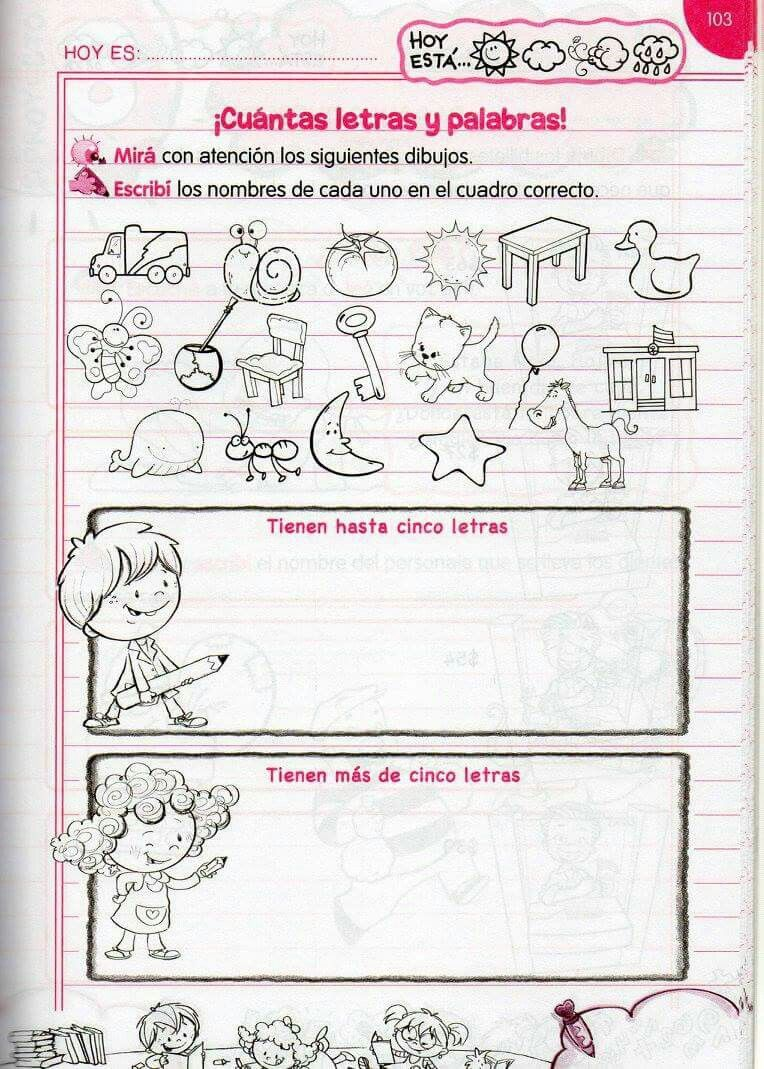 103
HOY ES:
HOY
ESTÁ...
¡Cuántas letras y palabras!
Mirá con atención los siguientes dibujos.
Escribí los nombres de cada uno en el cuadro correcto.
Tienen hasta cinco letras
Tienen más de cinco letras